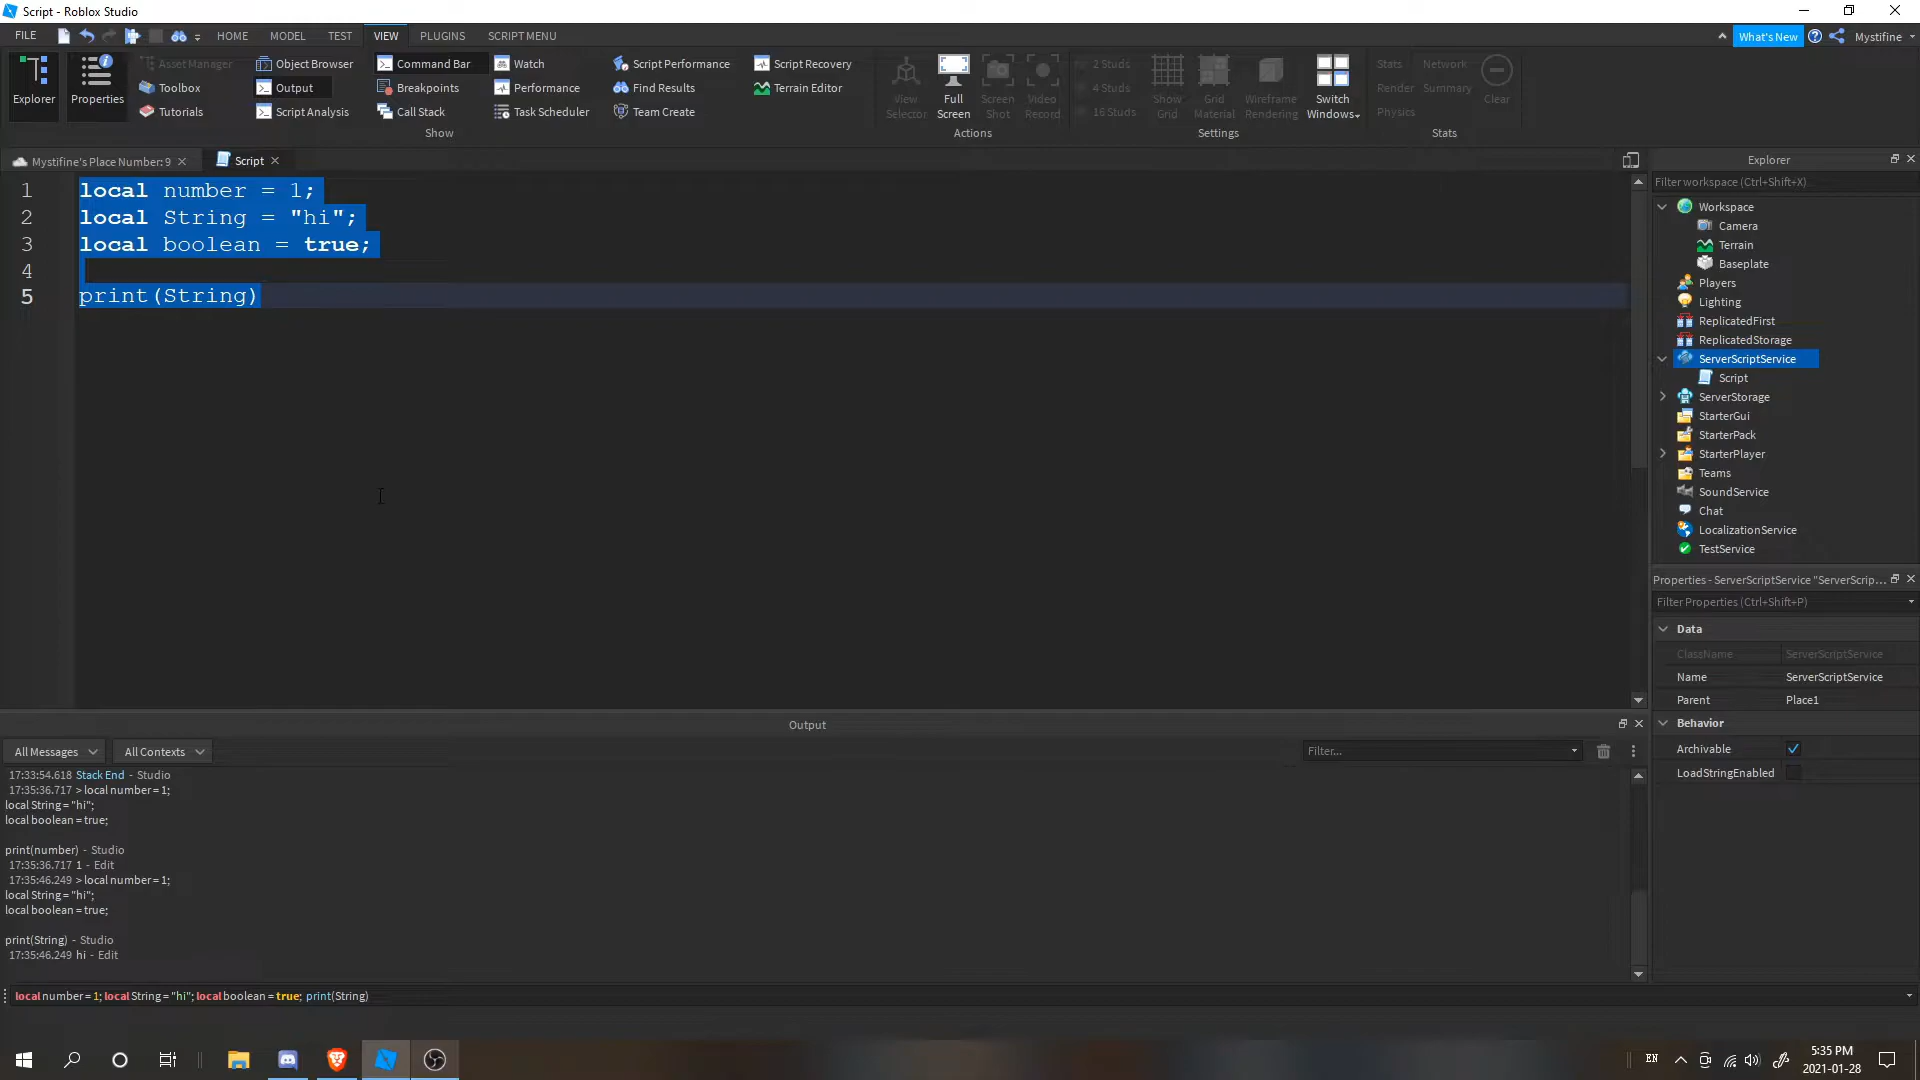 Script - Roblox Studio
FILE HOME MODEL TEST VIEW PLUGINS SCRIPT MENU What's New Mystifine
Explorer
Properties
Asset Manager
Toolbox
Tutorials
Object Browser
Output
Script Analysis
Command Bar
Breakpoints
Call Stack
Watch
Performance
Task Scheduler
Script Performance
Find Results
Team Create
Script Recovery
Terrain Editor
Show
View Selector
Full Screen
Screen Shot
Video Record
Actions
2 Studs
4 Studs
16 Studs
Show Grid
Grid Material
Wireframe Rendering
Switch Windows
Settings
Stats Network
Render Summary
Physics
Clear
Stats
Mystifine's Place Number: 9
Script
1 local number = 1;
2 local String = "hi";
3 local boolean = true;
4
5 print(String)
Explorer
Filter workspace (Ctrl+Shift+X)
Workspace
Camera
Terrain
Baseplate
Players
Lighting
ReplicatedFirst
ReplicatedStorage
ServerScriptService
Script
ServerStorage
StarterGui
StarterPack
StarterPlayer
Teams
SoundService
Chat
LocalizationService
TestService
Properties - ServerScriptService "ServerScrip...
Filter Properties (Ctrl+Shift+P)
Data
ClassName ServerScriptService
Name ServerScriptService
Parent Place1
Behavior
Archivable
LoadStringEnabled
Output
All Messages All Contexts Filter...
17:33:54.618 Stack End - Studio
17:35:36.717 > local number = 1;
local String = "hi";
local boolean = true;
print(number) - Studio
17:35:36.717 1 - Edit
17:35:46.249 > local number = 1;
local String = "hi";
local boolean = true;
print(String) - Studio
17:35:46.249 hi - Edit
local number = 1; local String = "hi"; local boolean = true; print(String)
EN
5:35 PM
2021-01-28